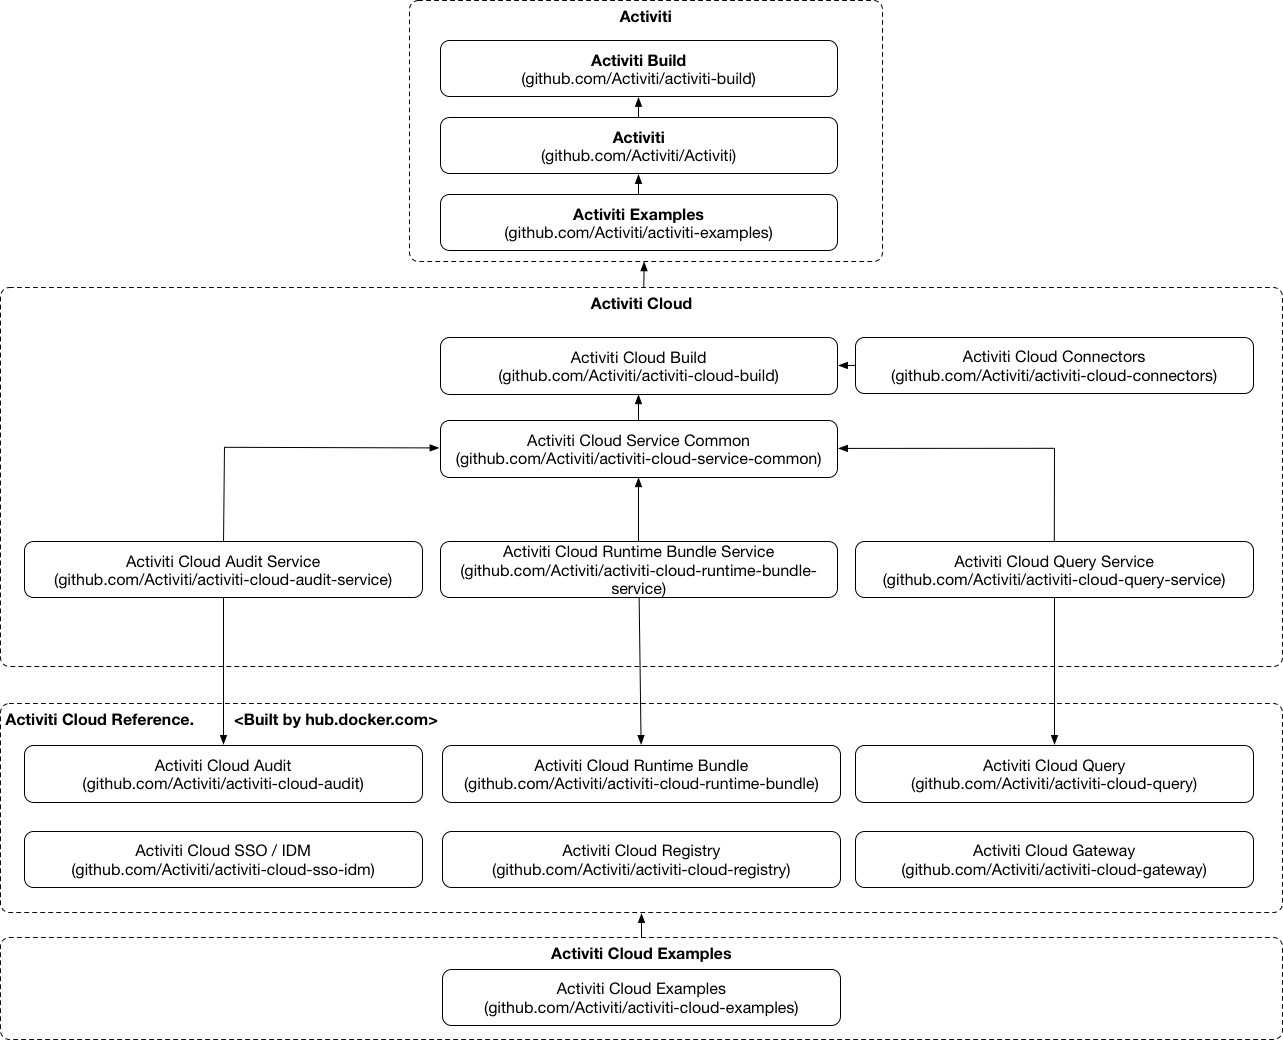 Activiti
Activiti Build
(github.com/Activiti/activiti-build)
Activiti
(github.com/Activiti/Activiti)
Activiti Examples
(github.com/Activiti/activiti-examples)
Activiti Cloud
Activiti Cloud Build
(github.com/Activiti/activiti-cloud-build)
Activiti Cloud Connectors
(github.com/Activiti/activiti-cloud-connectors)
Activiti Cloud Service Common
(github.com/Activiti/activiti-cloud-service-common)
Activiti Cloud Audit Service
(github.com/Activiti/activiti-cloud-audit-service)
Activiti Cloud Runtime Bundle Service
(github.com/Activiti/activiti-cloud-runtime-bundle-
service)
Activiti Cloud Query Service
(github.com/Activiti/activiti-cloud-query-service)
Activiti Cloud Reference. <Built by hub.docker.com>
Activiti Cloud Audit
(github.com/Activiti/activiti-cloud-audit)
Activiti Cloud Runtime Bundle
(github.com/Activiti/activiti-cloud-runtime-bundle)
Activiti Cloud Query
(github.com/Activiti/activiti-cloud-query)
Activiti Cloud SSO / IDM
(github.com/Activiti/activiti-cloud-sso-idm)
Activiti Cloud Registry
(github.com/Activiti/activiti-cloud-registry)
Activiti Cloud Gateway
(github.com/Activiti/activiti-cloud-gateway)
Activiti Cloud Examples
Activiti Cloud Examples
(github.com/Activiti/activiti-cloud-examples)